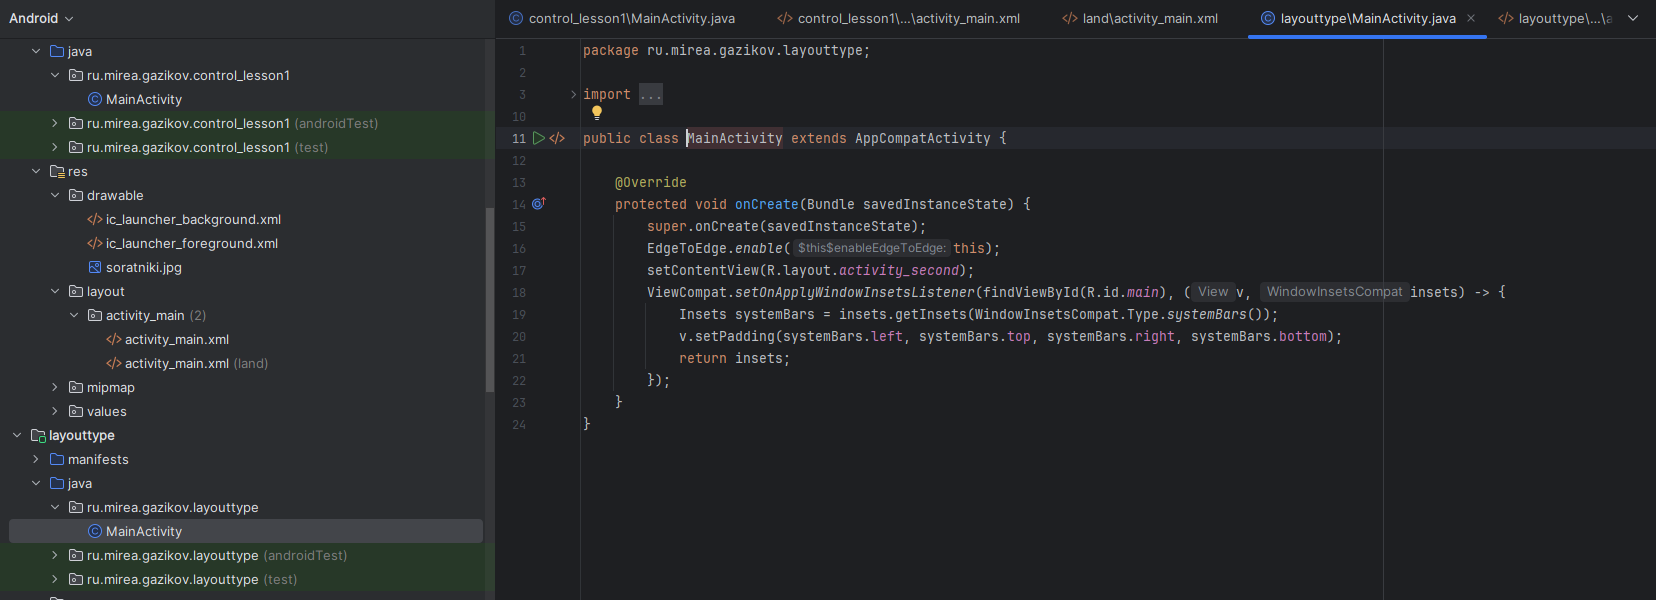 Android
java
ru.mirea.gazikov.control_lesson1
MainActivity
ru.mirea.gazikov.control_lesson1 (androidTest)
ru.mirea.gazikov.control_lesson1 (test)
res
drawable
ic_launcher_background.xml
ic_launcher_foreground.xml
soratniki.jpg
layout
activity_main (2)
activity_main.xml
activity_main.xml (land)
mipmap
values
layouttype
manifests
java
ru.mirea.gazikov.layouttype
MainActivity
ru.mirea.gazikov.layouttype (androidTest)
ru.mirea.gazikov.layouttype (test)
control_lesson1\MainActivity.java control_lesson1\...\activity_main.xml land\activity_main.xml layouttype\MainActivity.java layouttype\...\a
1 package ru.mirea.gazikov.layouttype;
2
3 import ...
10
11 public class MainActivity extends AppCompatActivity {
12
13 @Override
14 protected void onCreate(Bundle savedInstanceState) {
15 super.onCreate(savedInstanceState);
16 EdgeToEdge.enable( $this$enableEdgeToEdge: this);
17 setContentView(R.layout.activity_second);
18 ViewCompat.setOnApplyWindowInsetsListener(findViewById(R.id.main), ( View v, WindowInsetsCompat insets) -> {
19 Insets systemBars = insets.getInsets(WindowInsetsCompat.Type.systemBars());
20 v.setPadding(systemBars.left, systemBars.top, systemBars.right, systemBars.bottom);
21 return insets;
22 });
23 }
24 }